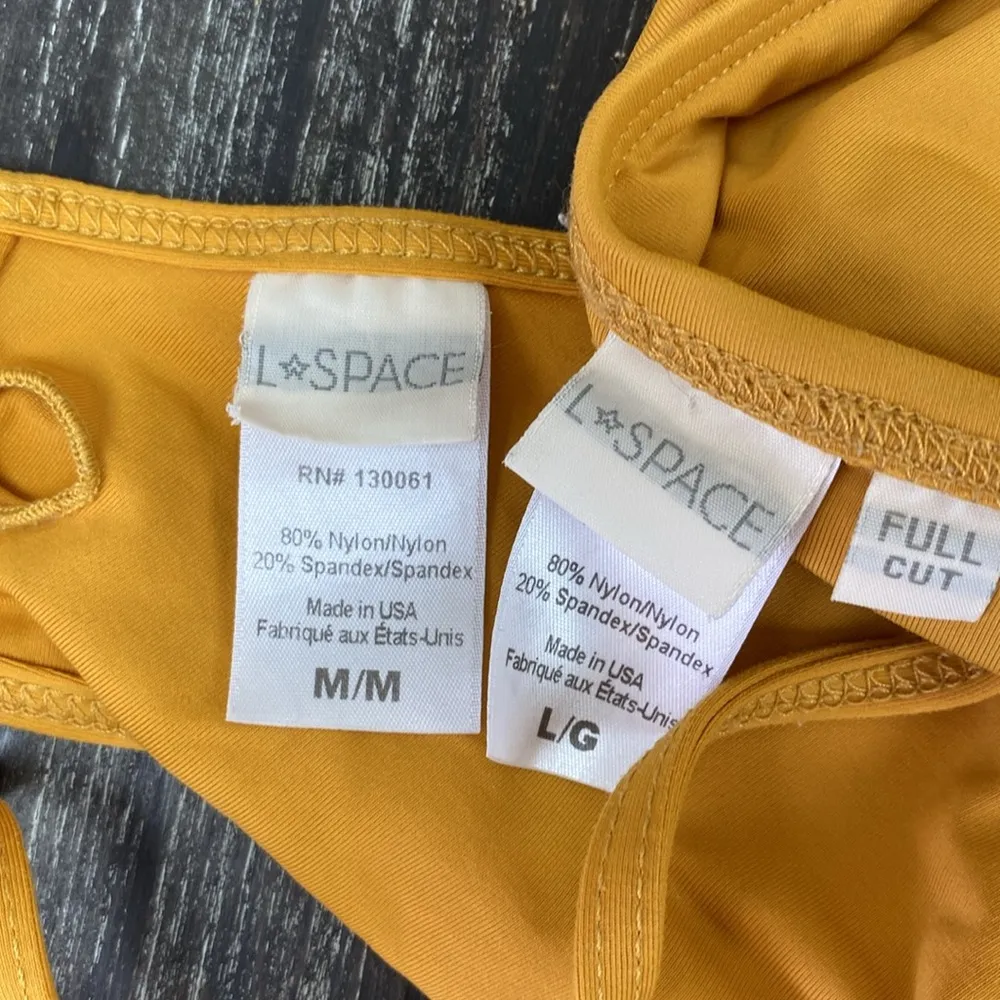 L☆SPACE
RN# 130061
80% Nylon/Nylon
20% Spandex/Spandex
Made in USA
Fabriqué aux États-Unis
M/M
L☆SPACE
80% Nylon/Nylon
20% Spandex/Spandex
Made in USA
Fabriqué aux États-Unis
L/G
FULL
CUT